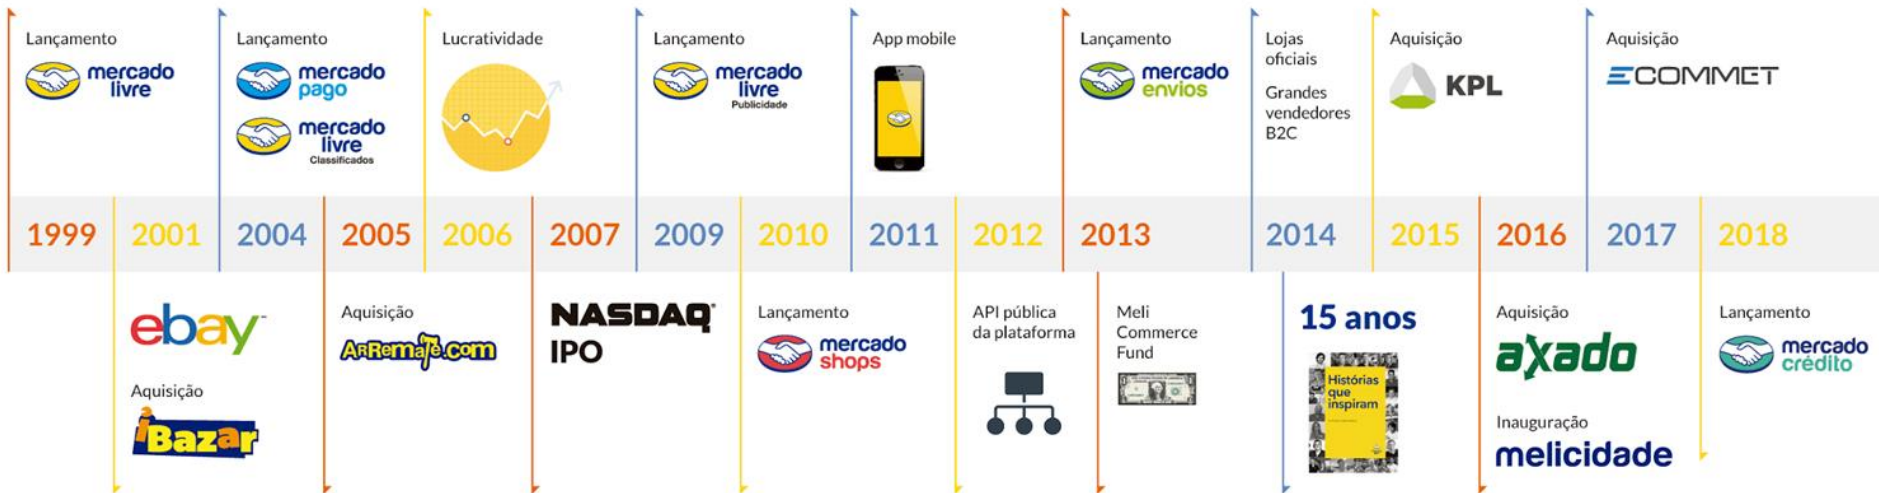 Lançamento
mercado
livre
Lançamento
mercado
pago
mercado
livre
Classificados
Lucratividade
Lançamento
mercado
livre
Publicidade
App mobile
Lançamento
mercado
envios
Lojas
oficiais
Grandes
vendedores
B2C
Aquisição
KPL
Aquisição
ECOMMET
1999 2001 2004 2005 2006 2007 2009 2010 2011 2012 2013 2014 2015 2016 2017 2018
ebay
Aquisição
iBazar
Aquisição
ARRemaTe.com
NASDAQ
IPO
Lançamento
mercado
shops
API pública
da plataforma
Meli
Commerce
Fund
15 anos
Histórias
que
inspiram
Aquisição
axado
Inauguração
melicidade
Lançamento
mercado
crédito